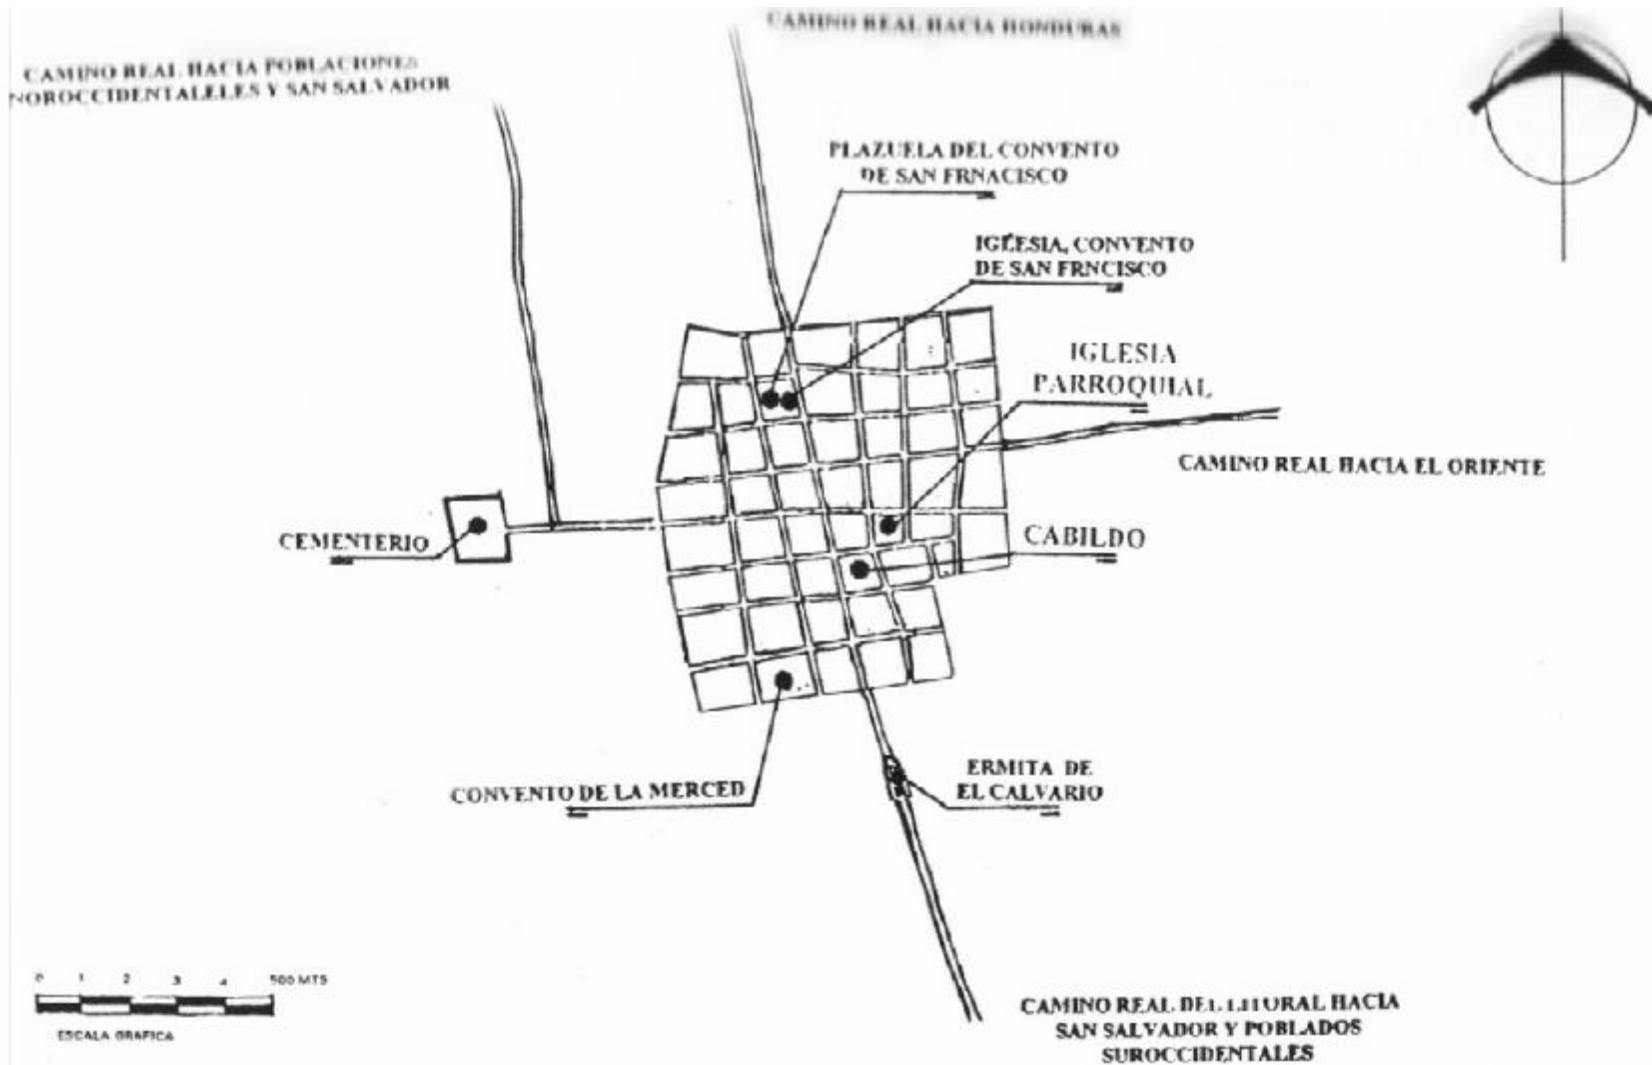 CAMINO REAL HACIA HONDURAS
CAMINO REAL HACIA POBLACIONES
NOROCCIDENTALELES Y SAN SALVADOR
PLAZUELA DEL CONVENTO
DE SAN FRNACISCO
IGLESIA, CONVENTO
DE SAN FRNCISCO
IGLESIA
PARROQUIAL
CAMINO REAL HACIA EL ORIENTE
CEMENTERIO
CABILDO
CONVENTO DE LA MERCED
ERMITA DE
EL CALVARIO
0 1 2 3 4 500 MTS
ESCALA GRAFICA
CAMINO REAL DEL LITORAL HACIA
SAN SALVADOR Y POBLADOS
SUROCCIDENTALES